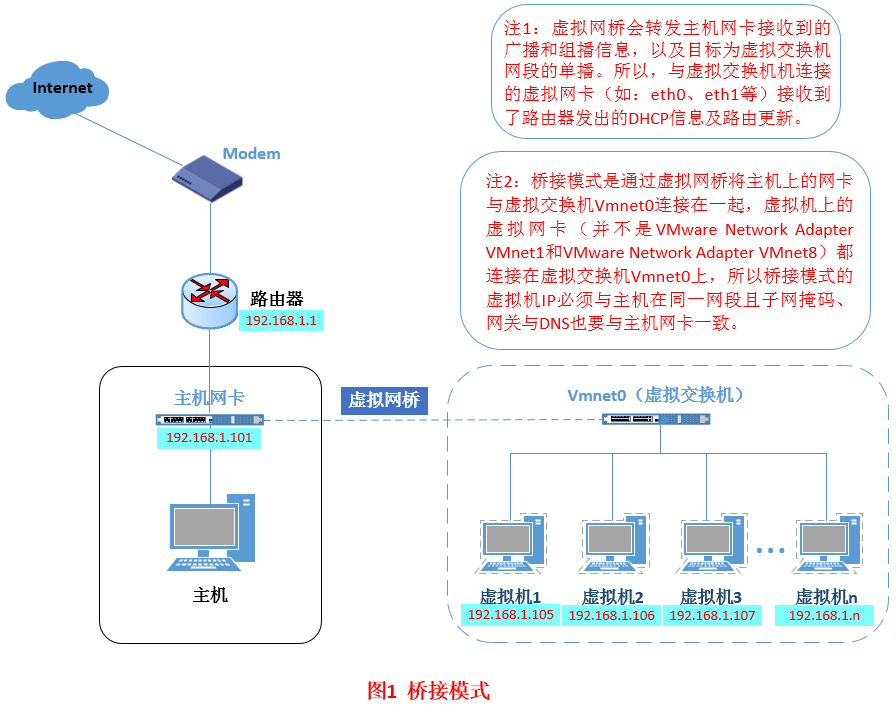 注1：虚拟网桥会转发主机网卡接收到的
广播和组播信息，以及目标为虚拟交换机
网段的单播。所以，与虚拟交换机机连接
的虚拟网卡（如：eth0、eth1等）接收到
了路由器发出的DHCP信息及路由更新。
Internet
Modem
注2：桥接模式是通过虚拟网桥将主机上的网卡
与虚拟交换机Vmnet0连接在一起，虚拟机上的
虚拟网卡（并不是VMware Network Adapter
VMnet1和VMware Network Adapter VMnet8）都
连接在虚拟交换机Vmnet0上，所以桥接模式的
虚拟机IP必须与主机在同一网段且子网掩码、
网关与DNS也要与主机网卡一致。
路由器
192.168.1.1
主机网卡
192.168.1.101
虚拟网桥
Vmnet0（虚拟交换机）
主机
虚拟机1
192.168.1.105
虚拟机2
192.168.1.106
虚拟机3
192.168.1.107
...
虚拟机n
192.168.1.n
图1 桥接模式